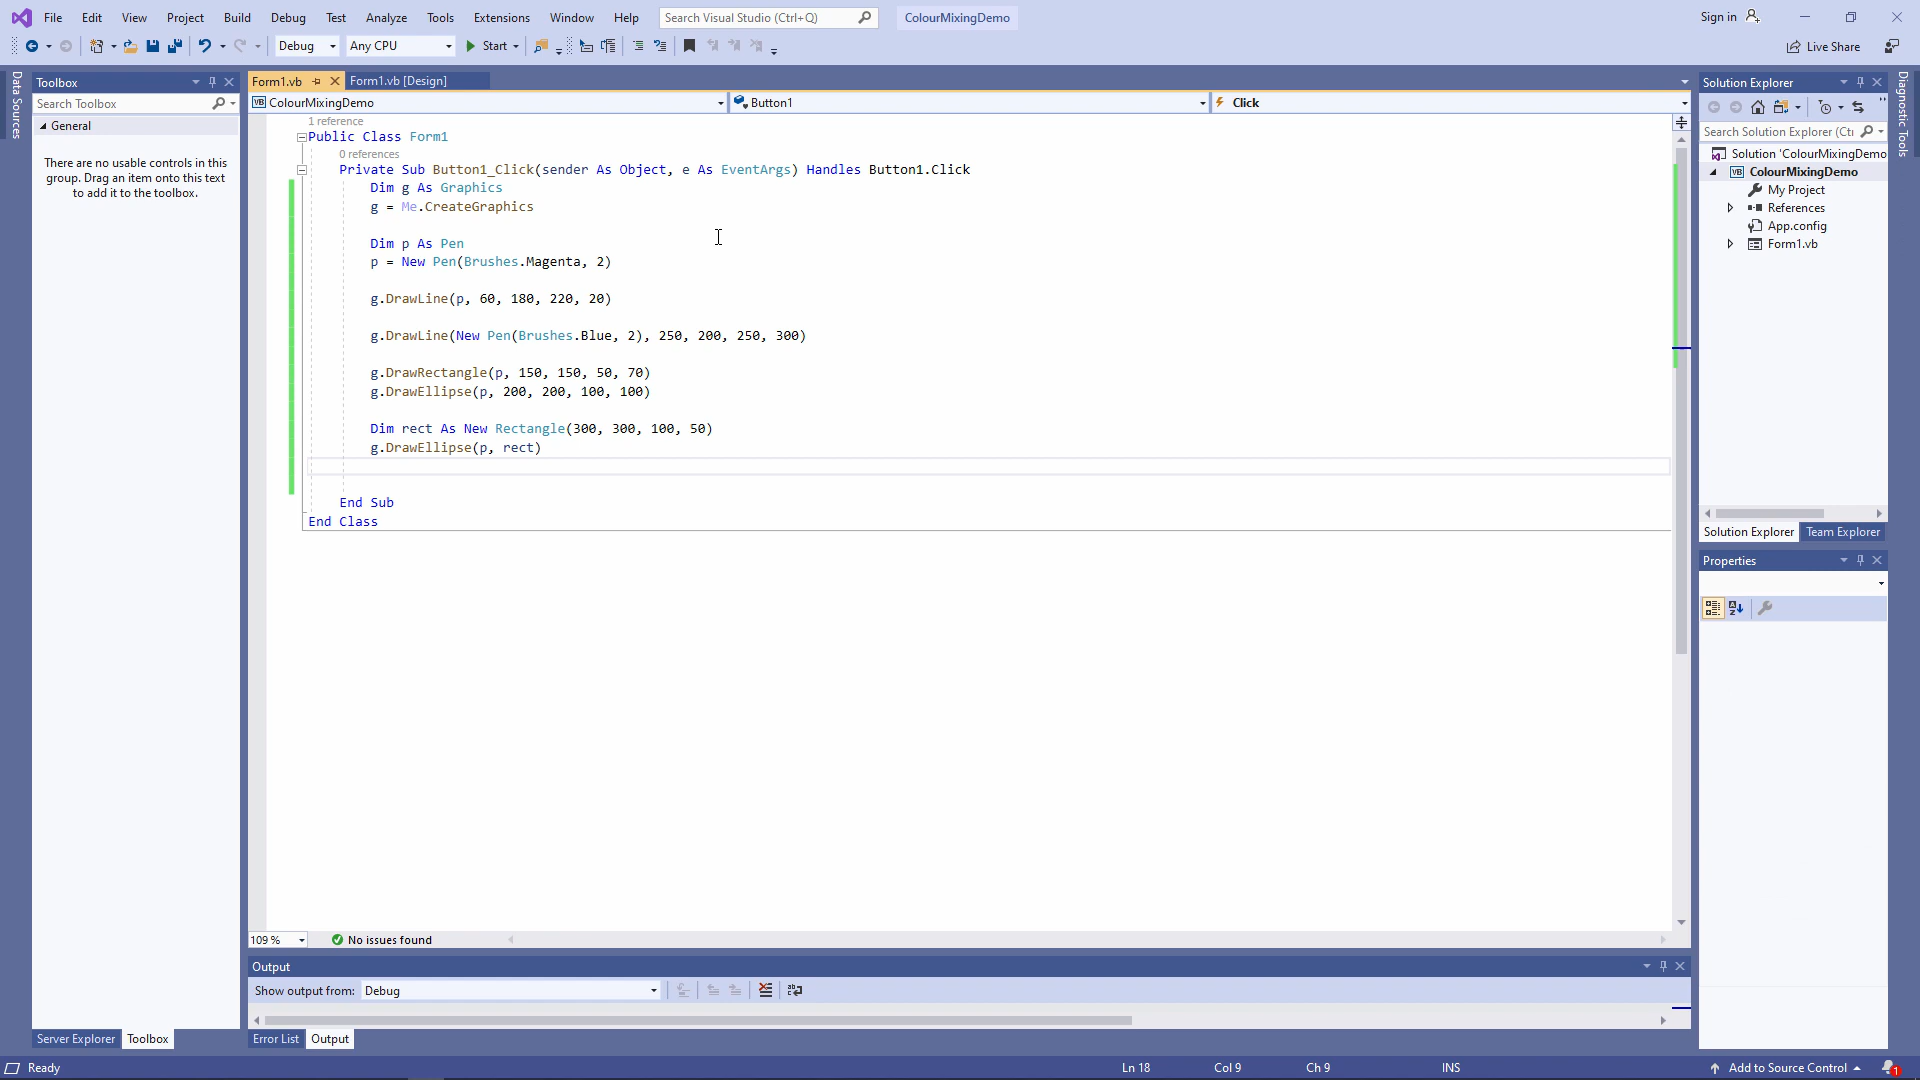 File Edit View Project Build Debug Test Analyze Tools Extensions Window Help Search Visual Studio (Ctrl+Q) ColourMixingDemo Sign in
Debug Any CPU Start Live Share
Data Sources
Toolbox
Search Toolbox
General
There are no usable controls in this
group. Drag an item onto this text
to add it to the toolbox.
Server Explorer Toolbox
Form1.vb Form1.vb [Design]
VB ColourMixingDemo Button1 Click
1 reference
Public Class Form1
0 references
Private Sub Button1_Click(sender As Object, e As EventArgs) Handles Button1.Click
Dim g As Graphics
g = Me.CreateGraphics
Dim p As Pen
p = New Pen(Brushes.Magenta, 2)
g.DrawLine(p, 60, 180, 220, 20)
g.DrawLine(New Pen(Brushes.Blue, 2), 250, 200, 250, 300)
g.DrawRectangle(p, 150, 150, 50, 70)
g.DrawEllipse(p, 200, 200, 100, 100)
Dim rect As New Rectangle(300, 300, 100, 50)
g.DrawEllipse(p, rect)
End Sub
End Class
109 % No issues found
Output
Show output from: Debug
Error List Output
Solution Explorer
Search Solution Explorer (Ctr
Solution 'ColourMixingDemo
VB ColourMixingDemo
My Project
References
App.config
Form1.vb
Solution Explorer Team Explorer
Properties
Diagnostic Tools
Ready Ln 18 Col 9 Ch 9 INS Add to Source Control 1